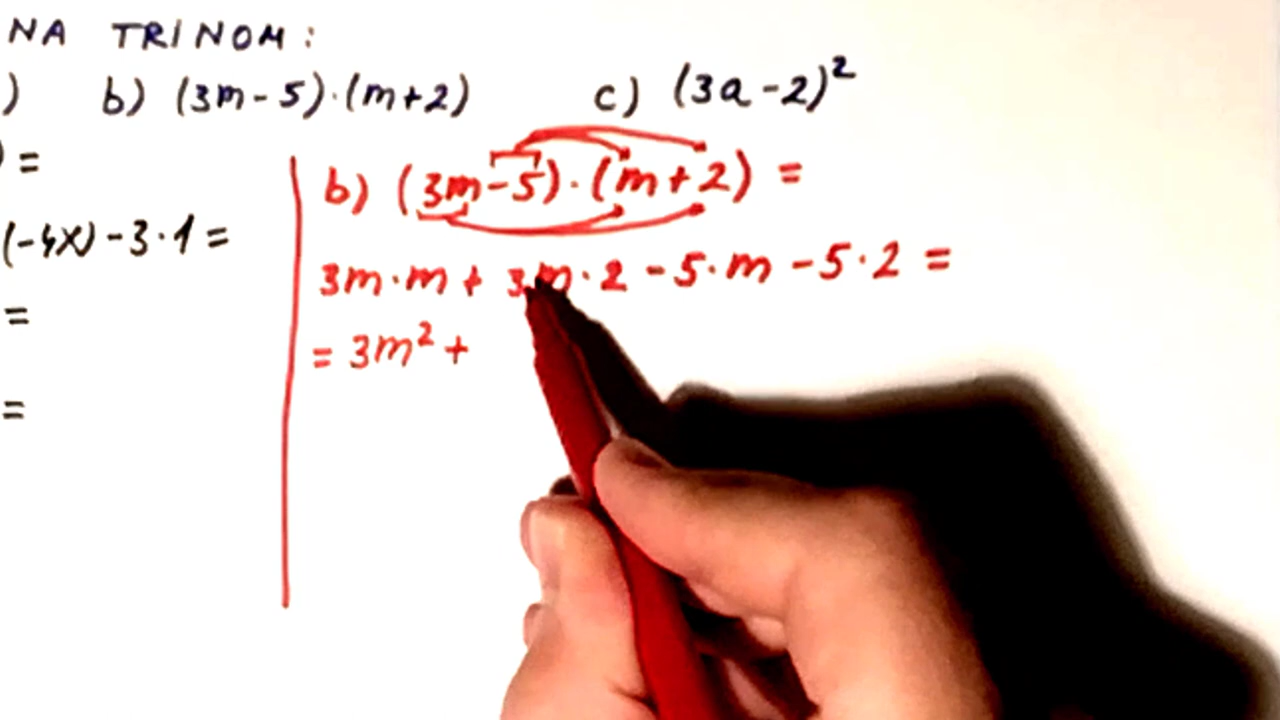 NA TRINOM:
) b) (3m-5)·(m+2) c) (3a-2)²
) =
(-4x)-3·1=
=
=
b) (3m-5)·(m+2) =
3m·m + 3m·2 -5·m -5·2 =
= 3m² +